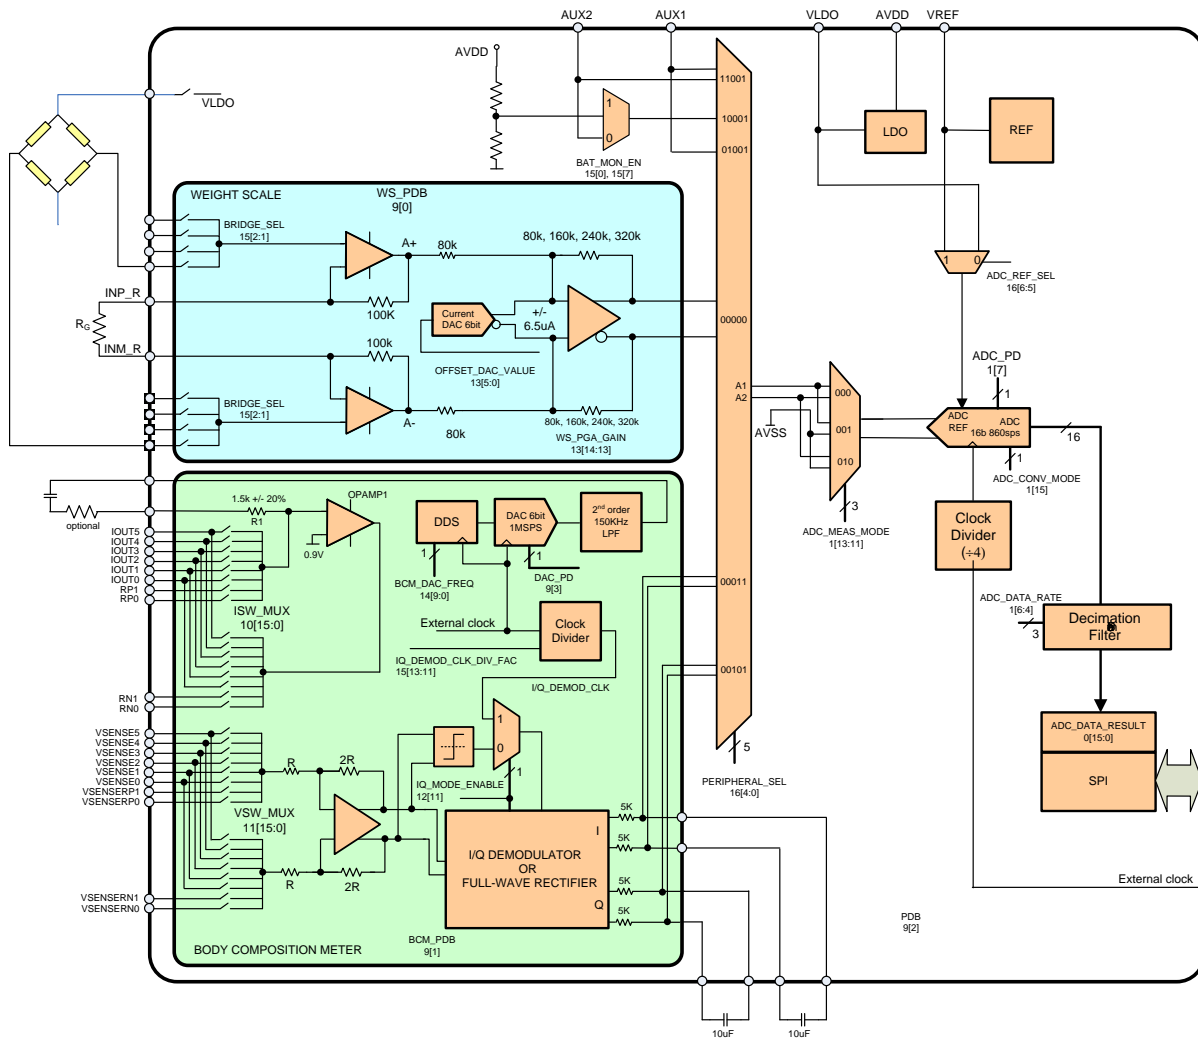 AUX2
AUX1
VLDO
AVDD
VREF
AVDD
VLDO
11001
1
10001
0
01001
BAT_MON_EN
15[0], 15[7]
LDO
REF
WEIGHT SCALE
WS_PDB
9[0]
BRIDGE_SEL
15[2:1]
A+
80k
80k, 160k, 240k, 320k
1
0
ADC_REF_SEL
16[6:5]
INP_R
100K
Current
DAC 6bit
+/-
6.5uA
00000
RG
INM_R
100k
OFFSET_DAC_VALUE
13[5:0]
ADC_PD
1[7]
1
BRIDGE_SEL
15[2:1]
A-
80k
80k, 160k, 240k, 320k
WS_PGA_GAIN
13[14:13]
A1
A2
AVSS
000
001
010
ADC
REF
ADC
16b 860sps
16
1
ADC_CONV_MODE
1[15]
3
ADC_MEAS_MODE
1[13:11]
optional
1.5k +/- 20%
R1
OPAMP1
0.9V
DDS
DAC 6bit
1MSPS
2nd order
150KHz
LPF
Clock
Divider
(÷4)
IOUT5
IOUT4
IOUT3
IOUT2
IOUT1
IOUT0
RP1
RP0
1
BCM_DAC_FREQ
14[9:0]
1
DAC_PD
9[3]
00011
ISW_MUX
10[15:0]
External clock
Clock
Divider
ADC_DATA_RATE
1[6:4]
3
Decimation
Filter
IQ_DEMOD_CLK_DIV_FAC
15[13:11]
I/Q_DEMOD_CLK
00101
RN1
RN0
VSENSE5
VSENSE4
VSENSE3
VSENSE2
VSENSE1
VSENSE0
VSENSERP1
VSENSERP0
R
2R
1
0
1
IQ_MODE_ENABLE
12[11]
5
PERIPHERAL_SEL
16[4:0]
ADC_DATA_RESULT
0[15:0]
SPI
VSW_MUX
11[15:0]
R
2R
I/Q DEMODULATOR
OR
FULL-WAVE RECTIFIER
I
Q
5K
5K
5K
5K
VSENSERN1
VSENSERN0
External clock
BCM_PDB
9[1]
PDB
9[2]
BODY COMPOSITION METER
10uF
10uF